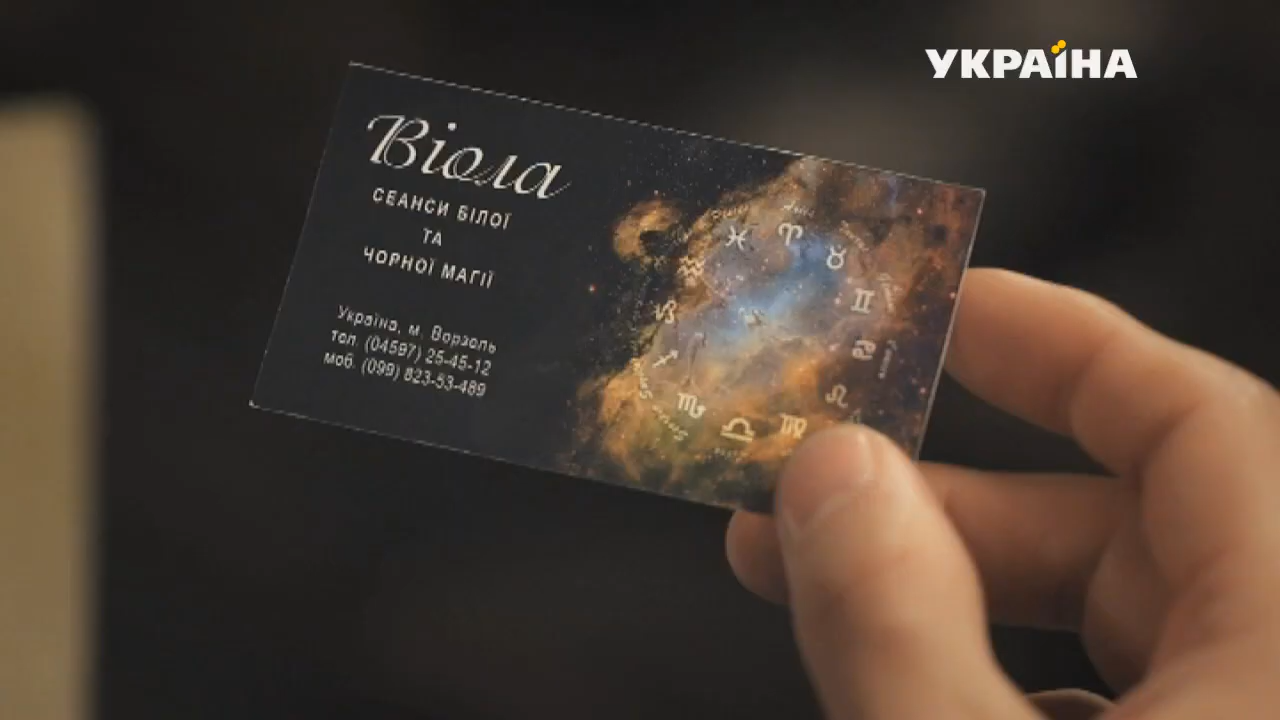 УКРАЇНА
Віола
СЕАНСИ БІЛОЇ
ТА
ЧОРНОЇ МАГІЇ
Україна, м. Ворзель
тел. (04597) 25-45-12
моб. (099) 823-53-489